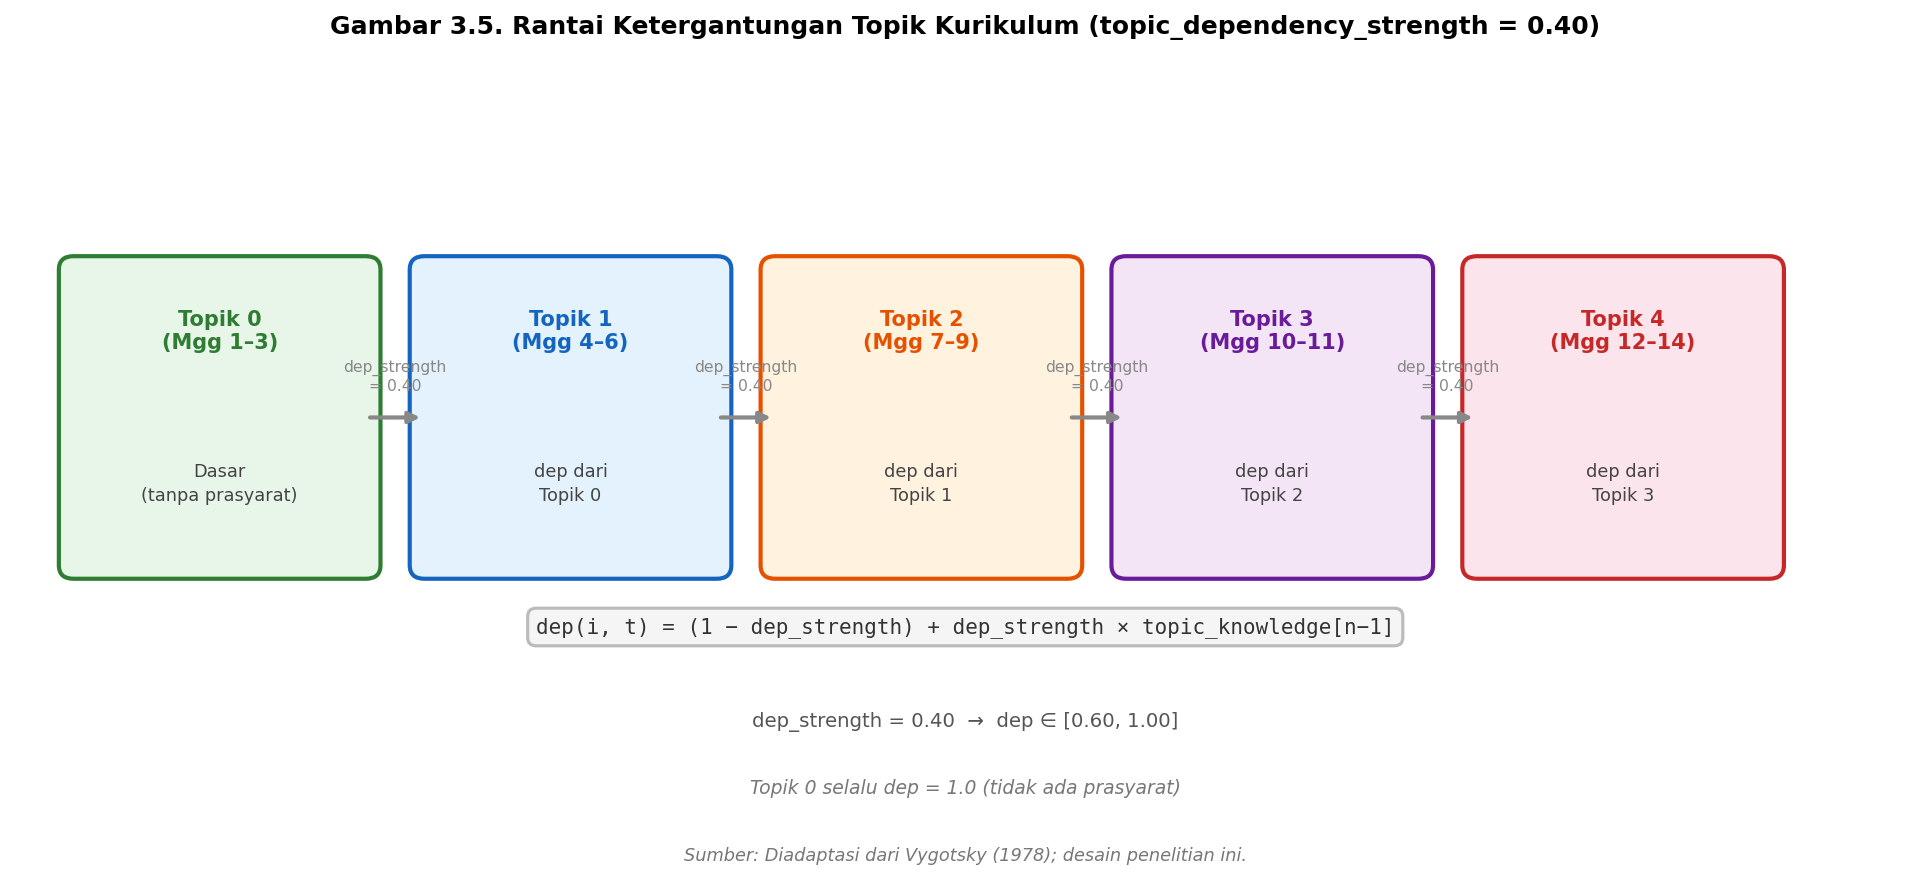 Gambar 3.5. Rantai Ketergantungan Topik Kurikulum (topic_dependency_strength = 0.40)
Topik 0
(Mgg 1–3)
Dasar
(tanpa prasyarat)
dep_strength
= 0.40
Topik 1
(Mgg 4–6)
dep dari
Topik 0
dep_strength
= 0.40
Topik 2
(Mgg 7–9)
dep dari
Topik 1
dep_strength
= 0.40
Topik 3
(Mgg 10–11)
dep dari
Topik 2
dep_strength
= 0.40
Topik 4
(Mgg 12–14)
dep dari
Topik 3
dep(i, t) = (1 − dep_strength) + dep_strength × topic_knowledge[n−1]
dep_strength = 0.40 → dep ∈ [0.60, 1.00]
Topik 0 selalu dep = 1.0 (tidak ada prasyarat)
Sumber: Diadaptasi dari Vygotsky (1978); desain penelitian ini.